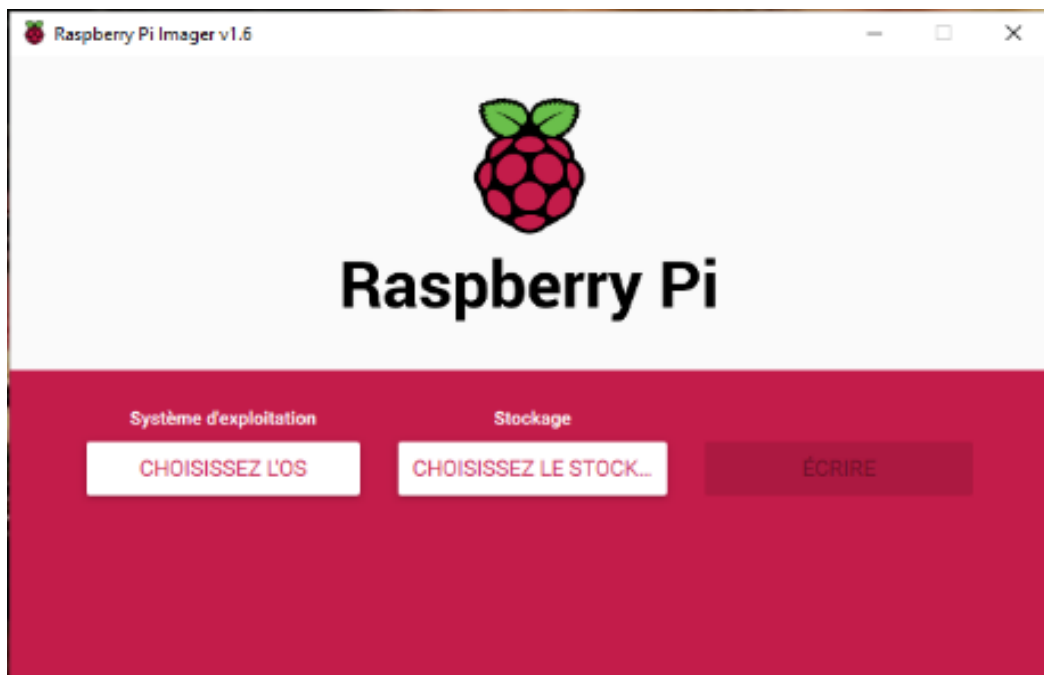 Raspberry Pi Imager v1.6
Raspberry Pi
Système d'exploitation
Stockage
CHOISISSEZ L'OS
CHOISISSEZ LE STOCK...
ÉCRIRE